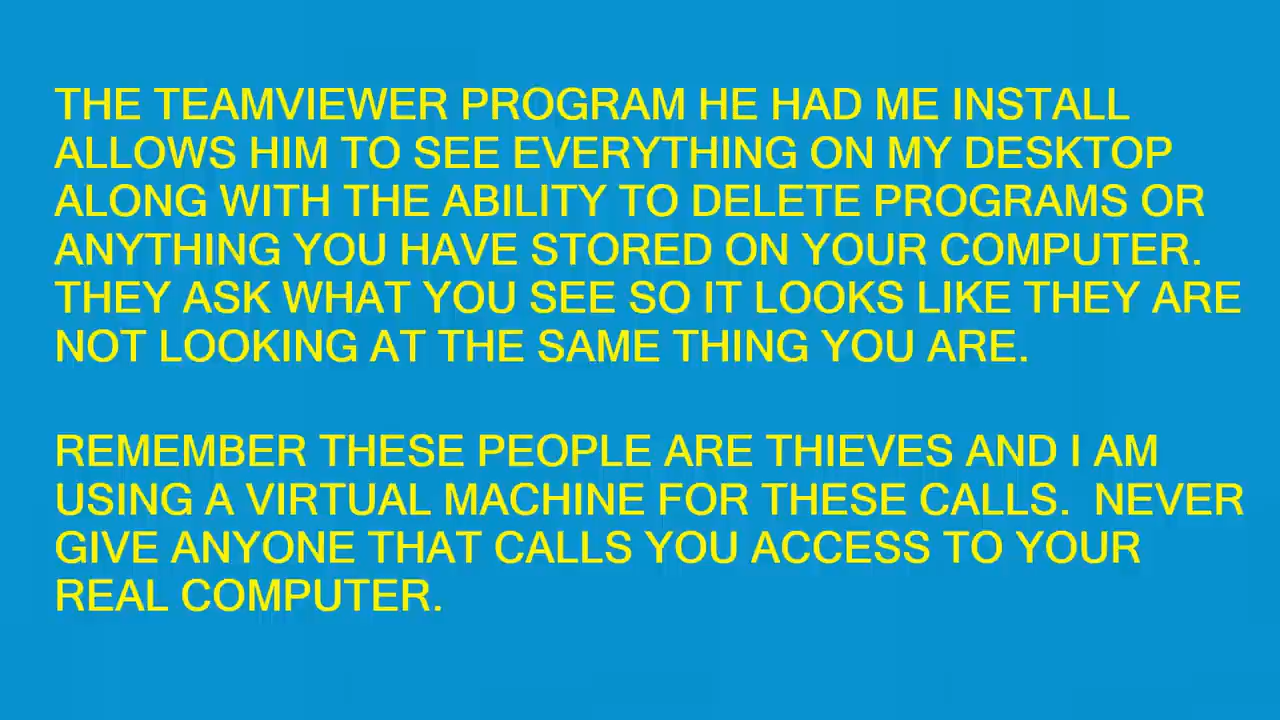 THE TEAMVIEWER PROGRAM HE HAD ME INSTALL
ALLOWS HIM TO SEE EVERYTHING ON MY DESKTOP
ALONG WITH THE ABILITY TO DELETE PROGRAMS OR
ANYTHING YOU HAVE STORED ON YOUR COMPUTER.
THEY ASK WHAT YOU SEE SO IT LOOKS LIKE THEY ARE
NOT LOOKING AT THE SAME THING YOU ARE.
REMEMBER THESE PEOPLE ARE THIEVES AND I AM
USING A VIRTUAL MACHINE FOR THESE CALLS.  NEVER
GIVE ANYONE THAT CALLS YOU ACCESS TO YOUR
REAL COMPUTER.